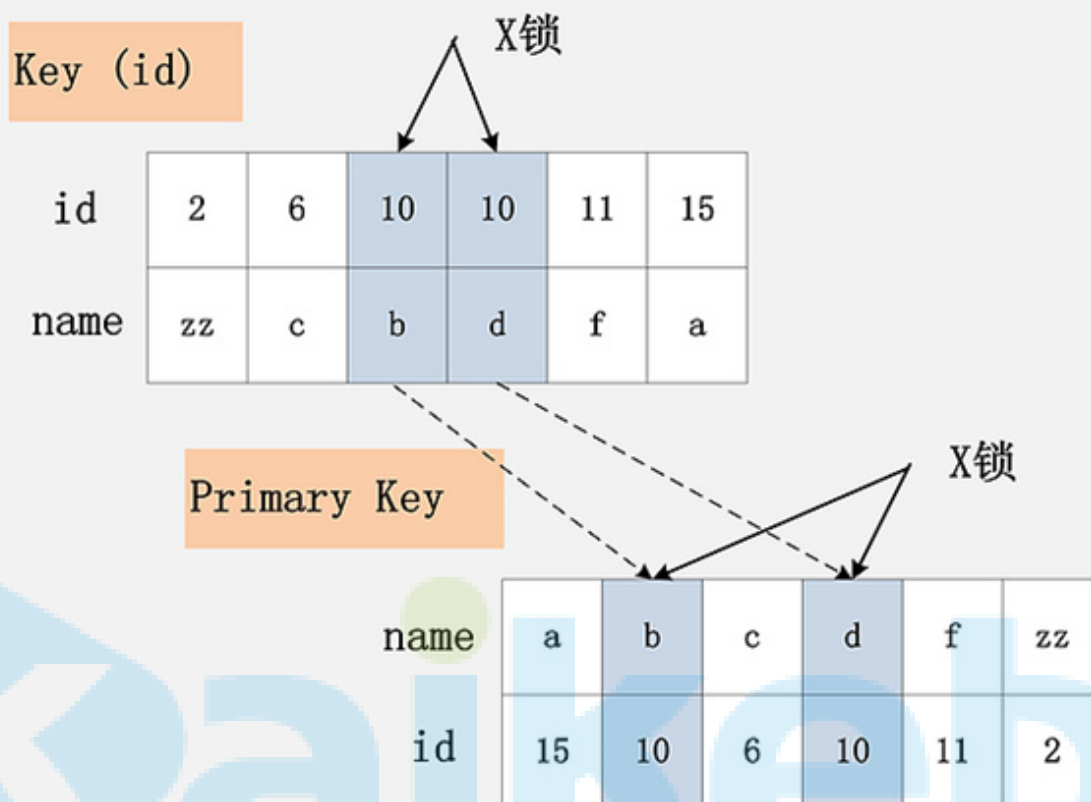 X锁
Key (id)
id 2 6 10 10 11 15
name zz c b d f a
X锁
Primary Key
name a b c d f zz
id 15 10 6 10 11 2
kaikeb